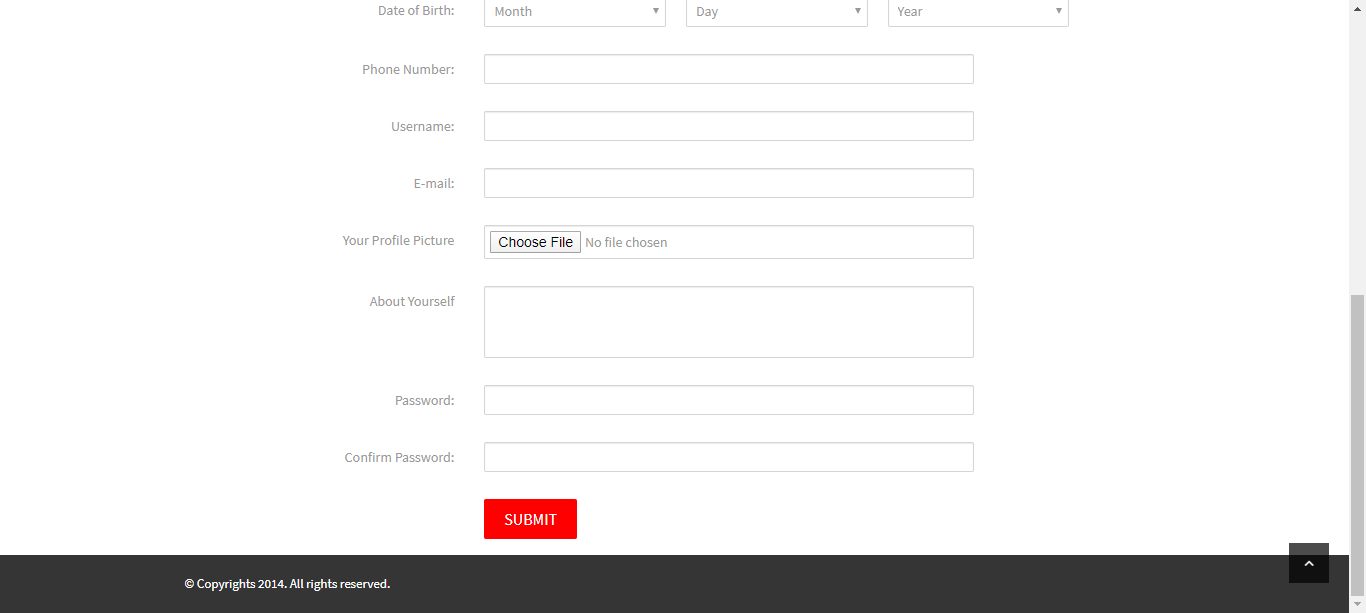 Date of Birth: Month Day Year
Phone Number:
Username:
E-mail:
Your Profile Picture Choose File No file chosen
About Yourself
Password:
Confirm Password:
SUBMIT
© Copyrights 2014. All rights reserved.